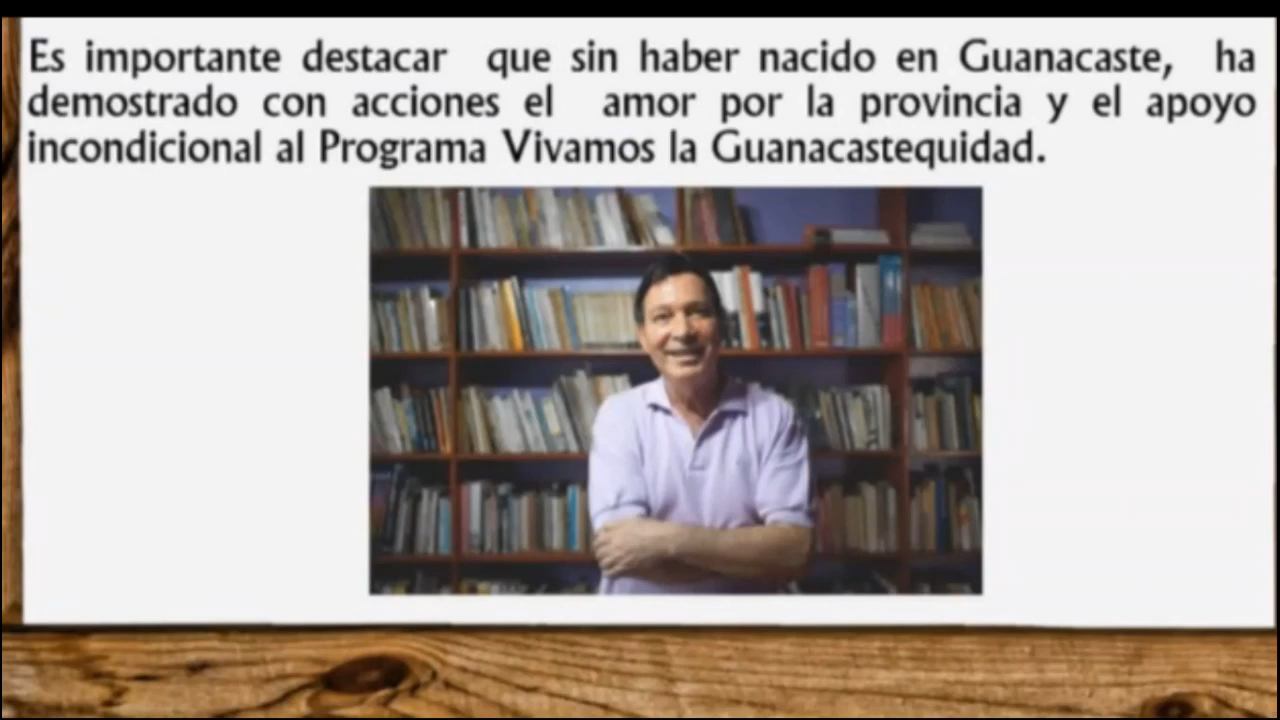 Es importante destacar que sin haber nacido en Guanacaste, ha
demostrado con acciones el amor por la provincia y el apoyo
incondicional al Programa Vivamos la Guanacastequidad.